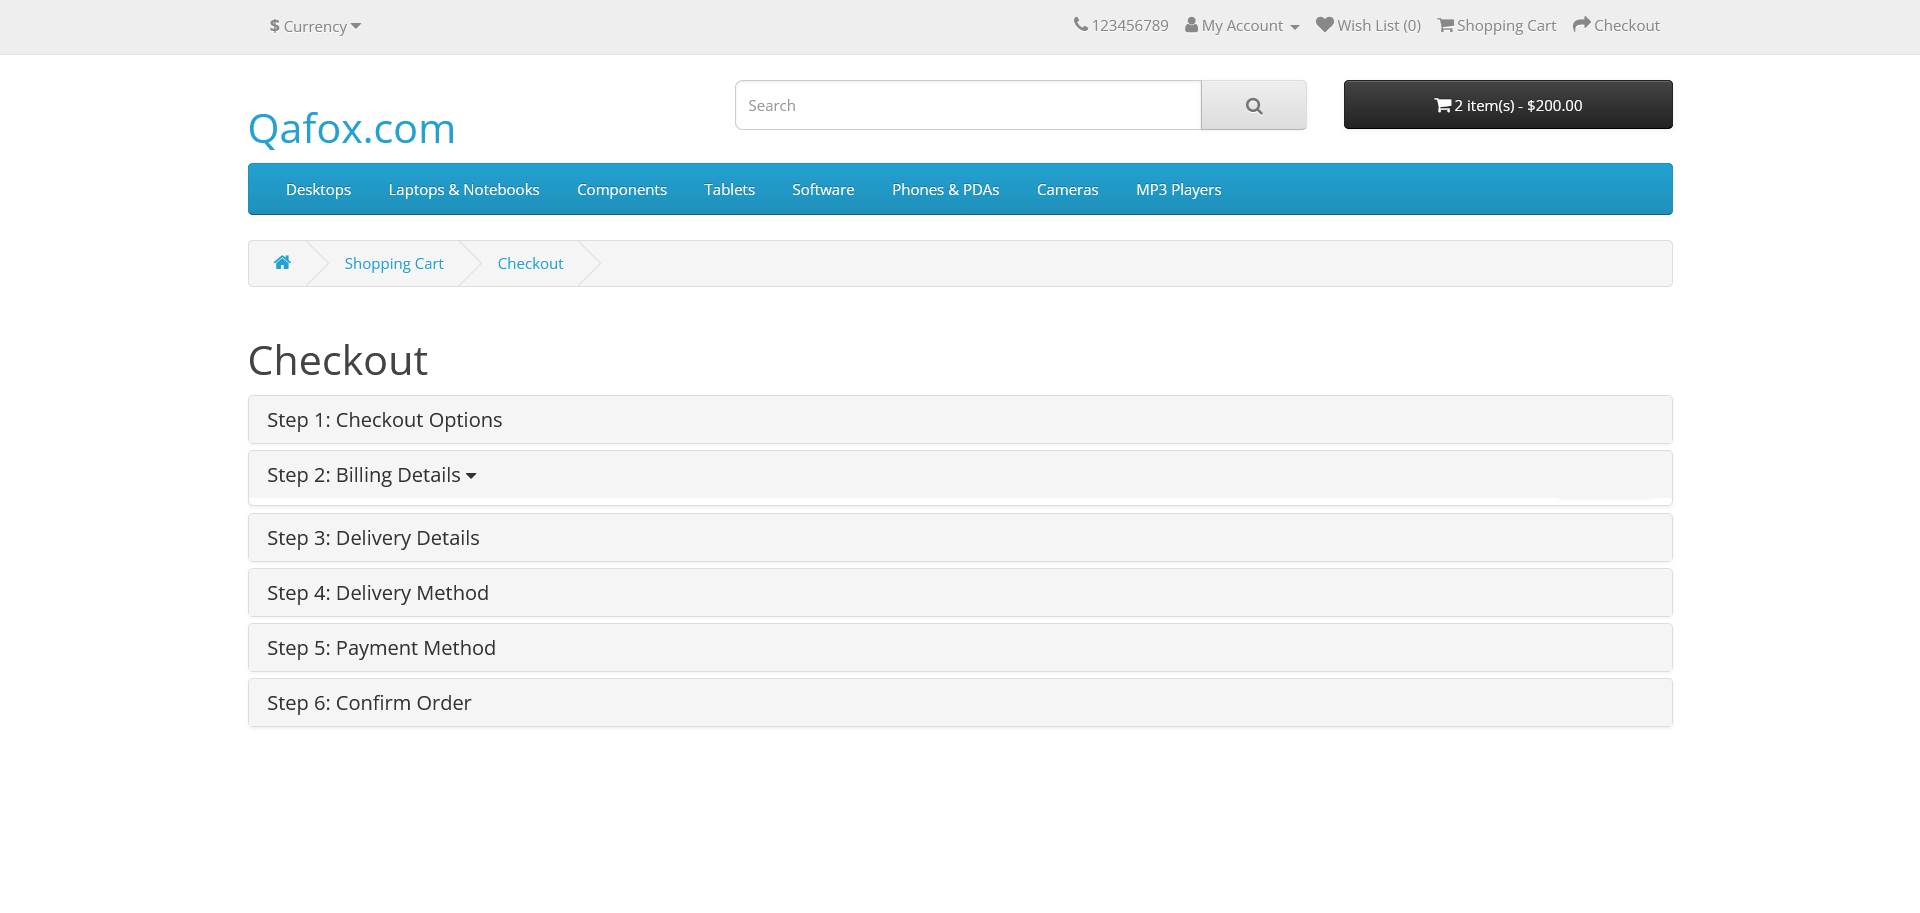 $ Currency
123456789 My Account Wish List (0) Shopping Cart Checkout
Search
2 item(s) - $200.00
Qafox.com
Desktops Laptops & Notebooks Components Tablets Software Phones & PDAs Cameras MP3 Players
Shopping Cart Checkout
Checkout
Step 1: Checkout Options
Step 2: Billing Details
Step 3: Delivery Details
Step 4: Delivery Method
Step 5: Payment Method
Step 6: Confirm Order